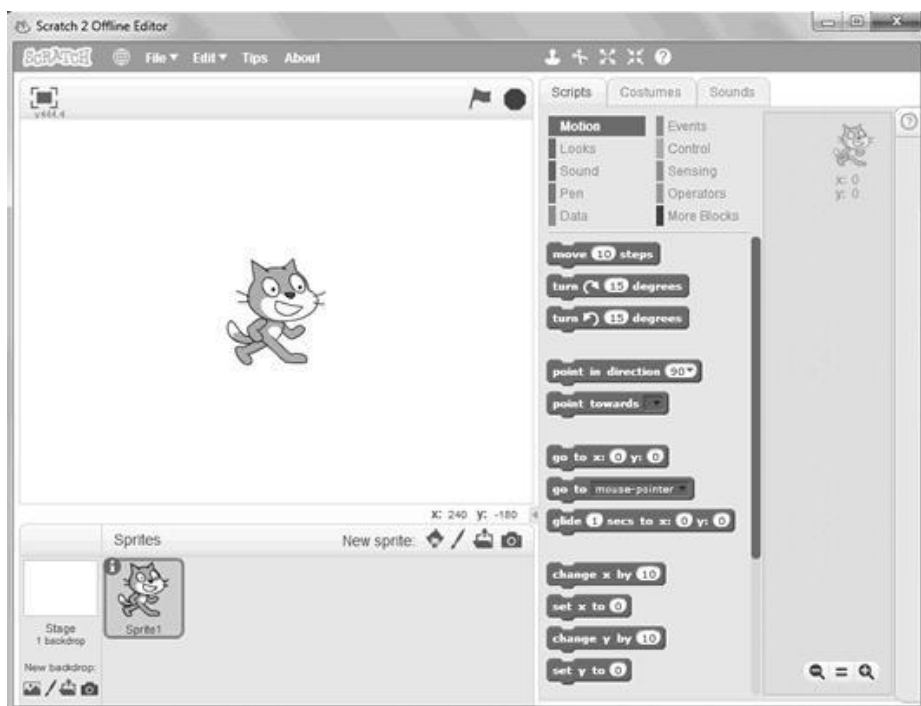 Scratch 2 Offline Editor
SCRATCH File Edit Tips About
v444.4
Scripts Costumes Sounds
Motion Events
Looks Control
Sound Sensing
Pen Operators
Data More Blocks
x: 0
y: 0
move 10 steps
turn 15 degrees
turn 15 degrees
point in direction 90
point towards
go to x: 0 y: 0
go to mouse-pointer
glide 1 secs to x: 0 y: 0
change x by 10
set x to 0
change y by 10
set y to 0
X: 240 y: -180
Sprites New sprite:
Sprite1
Stage
1 backdrop
New backdrop: